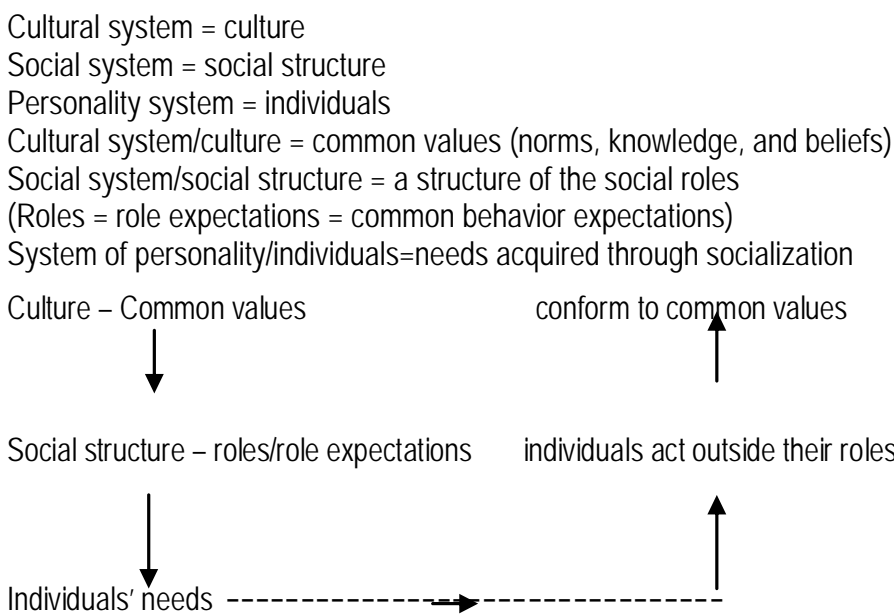 Cultural system = culture
Social system = social structure
Personality system = individuals
Cultural system/culture = common values (norms, knowledge, and beliefs)
Social system/social structure = a structure of the social roles
(Roles = role expectations = common behavior expectations)
System of personality/individuals=needs acquired through socialization
Culture – Common values conform to common values
Social structure – roles/role expectations individuals act outside their roles
Individuals’ needs